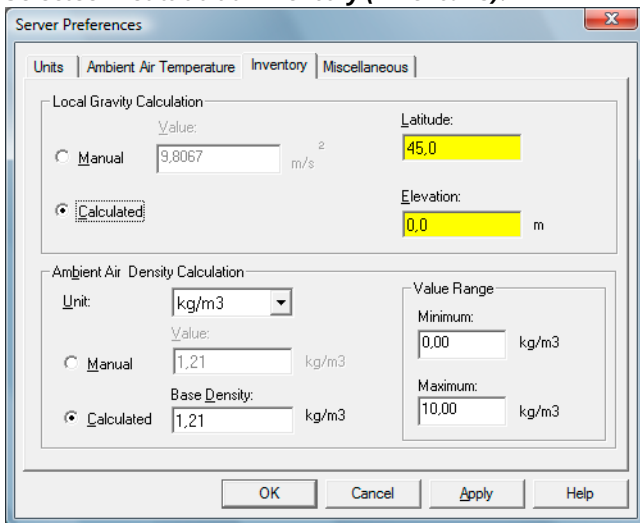 Server Preferences
Units Ambient Air Temperature Inventory Miscellaneous
Local Gravity Calculation
Value:
Manual 9,8067 m/s 2
Calculated
Latitude:
45,0
Elevation:
0,0 m
Ambient Air Density Calculation
Unit: kg/m3
Value:
Manual 1,21 kg/m3
Base Density:
Calculated 1,21 kg/m3
Value Range
Minimum:
0,00 kg/m3
Maximum:
10,00 kg/m3
OK Cancel Apply Help